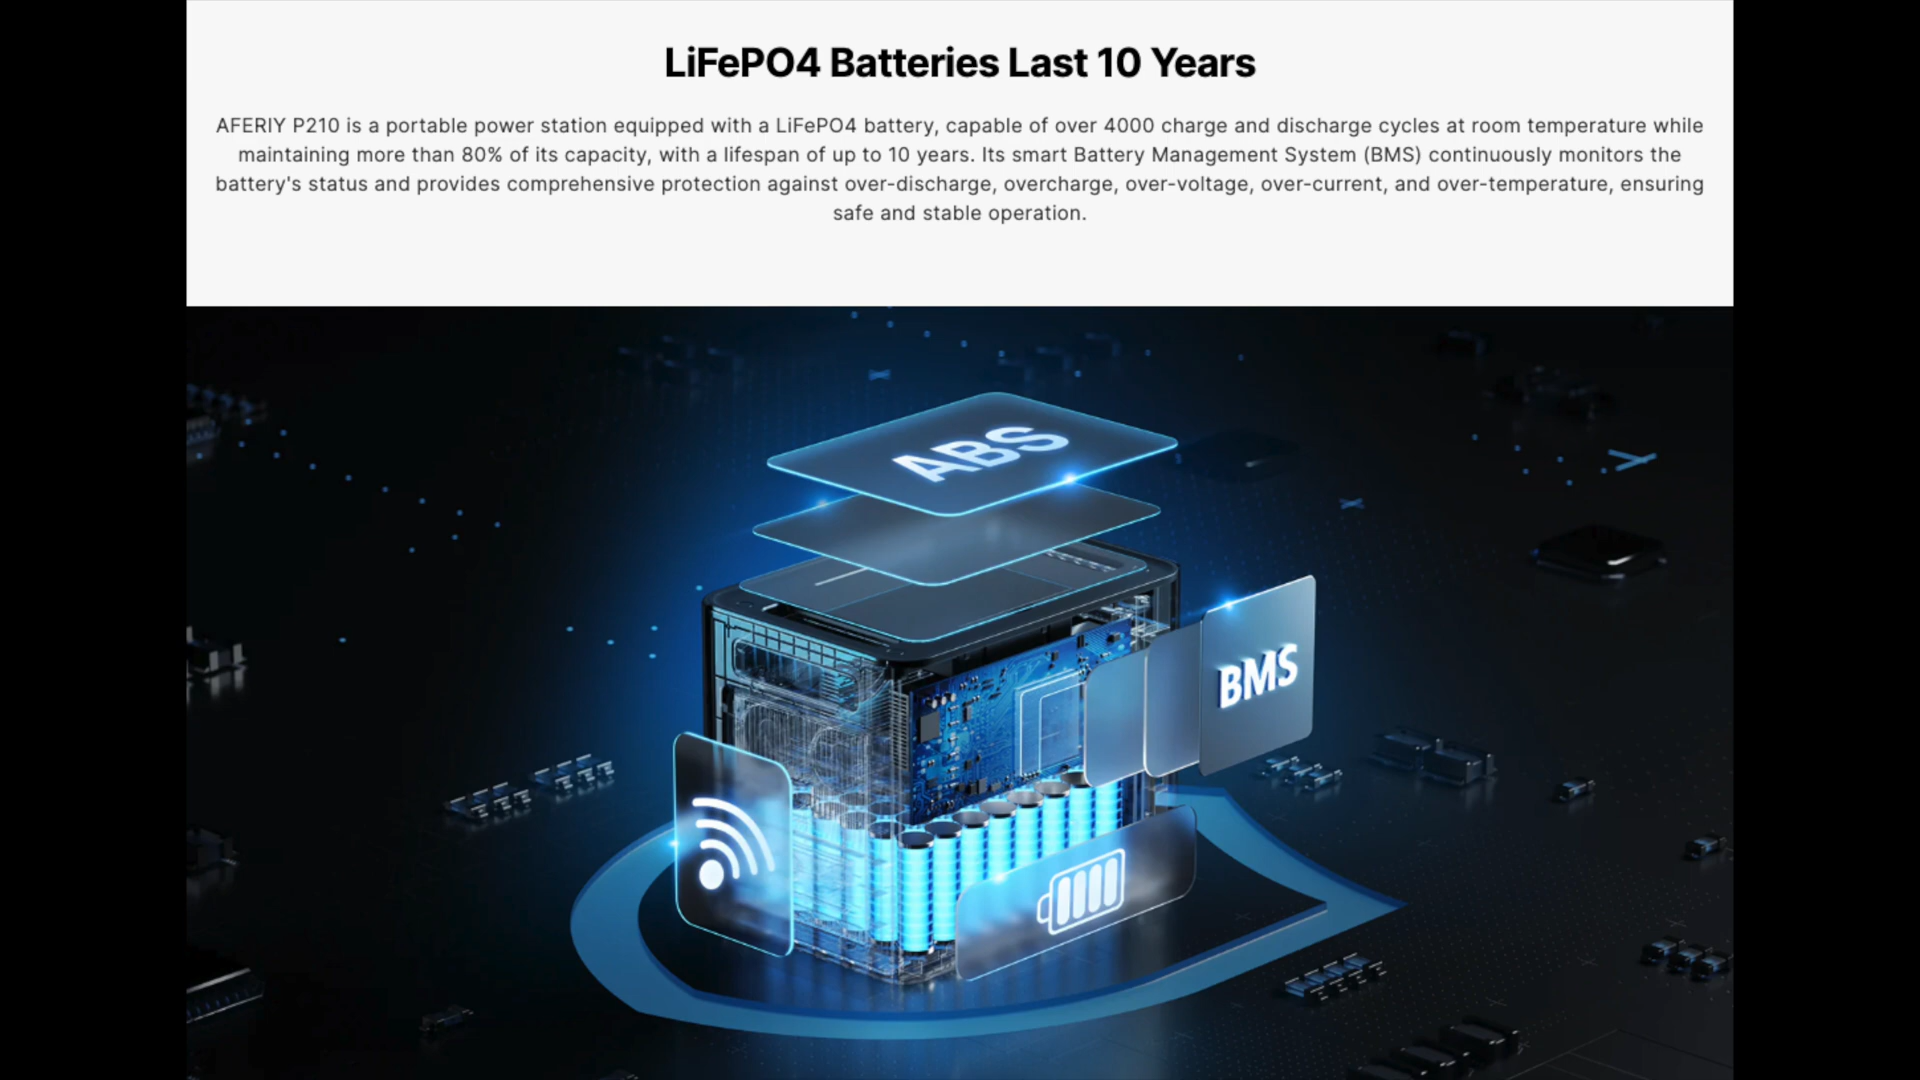 LiFePO4 Batteries Last 10 Years
AFERIY P210 is a portable power station equipped with a LiFePO4 battery, capable of over 4000 charge and discharge cycles at room temperature while
maintaining more than 80% of its capacity, with a lifespan of up to 10 years. Its smart Battery Management System (BMS) continuously monitors the
battery's status and provides comprehensive protection against over-discharge, overcharge, over-voltage, over-current, and over-temperature, ensuring
safe and stable operation.
ABS
BMS